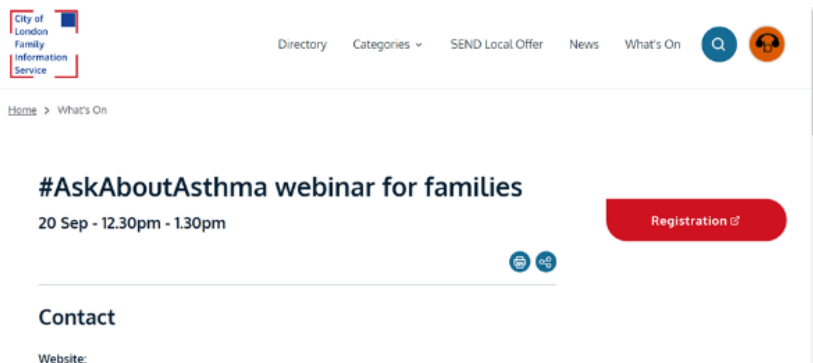 City of
London
Family
Information
Service
Directory Categories SEND Local Offer News What's On
Home > What's On
#AskAboutAsthma webinar for families
20 Sep - 12.30pm - 1.30pm
Registration
Contact
Website: